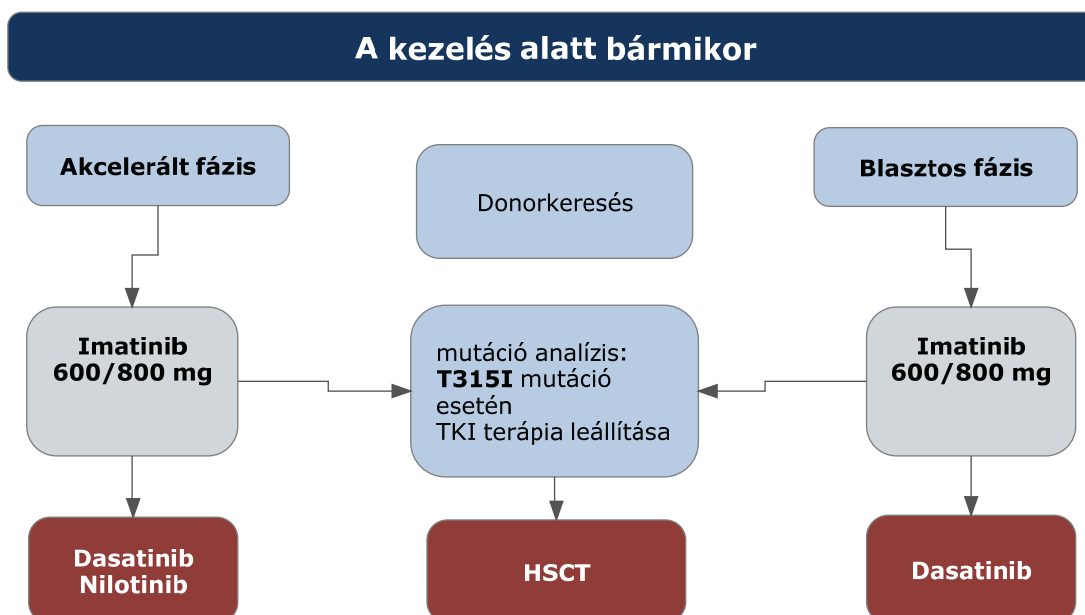 A kezelés alatt bármikor
Akcelerált fázis
Donorkeresés
Blasztos fázis
Imatinib
600/800 mg
mutáció analízis:
T315I mutáció
esetén
TKI terápia leállítása
Imatinib
600/800 mg
Dasatinib
Nilotinib
HSCT
Dasatinib